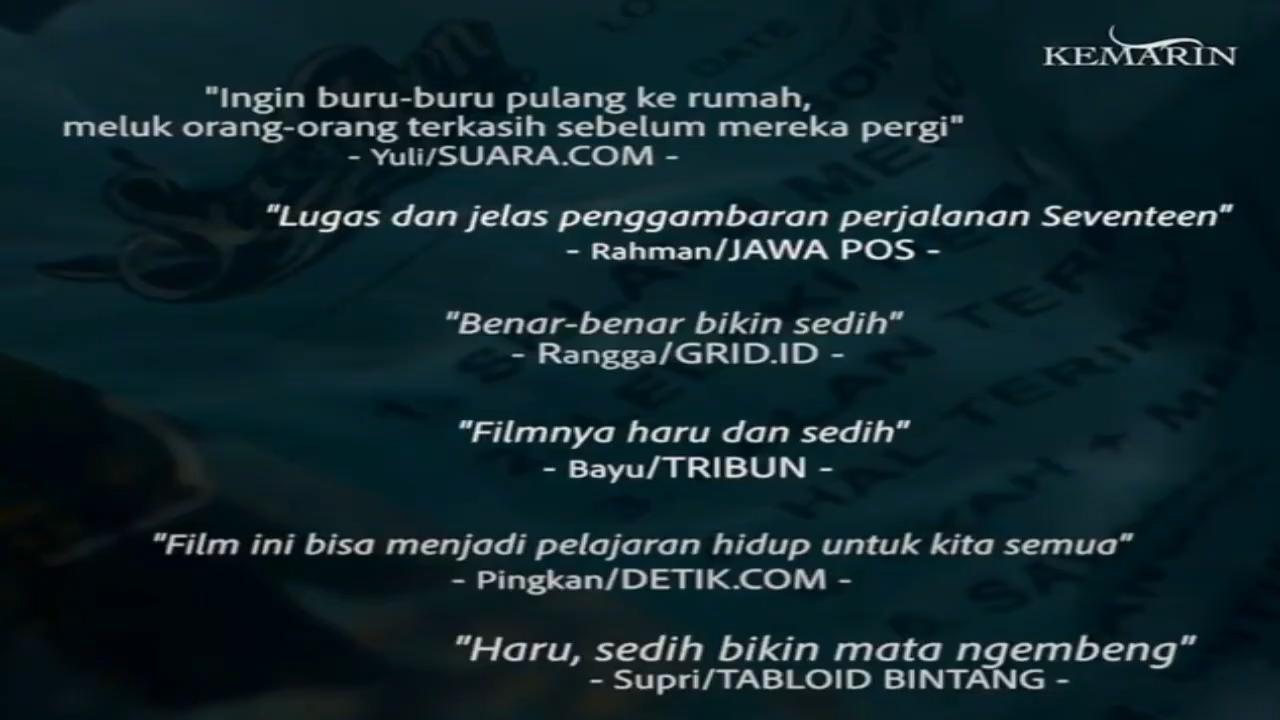 KEMARIN
"Ingin buru-buru pulang ke rumah,
meluk orang-orang terkasih sebelum mereka pergi"
- Yuli/SUARA.COM -
"Lugas dan jelas penggambaran perjalanan Seventeen"
- Rahman/JAWA POS -
"Benar-benar bikin sedih"
- Rangga/GRID.ID -
"Filmnya haru dan sedih"
- Bayu/TRIBUN -
"Film ini bisa menjadi pelajaran hidup untuk kita semua"
- Pingkan/DETIK.COM -
"Haru, sedih bikin mata ngembeng"
- Supri/TABLOID BINTANG -